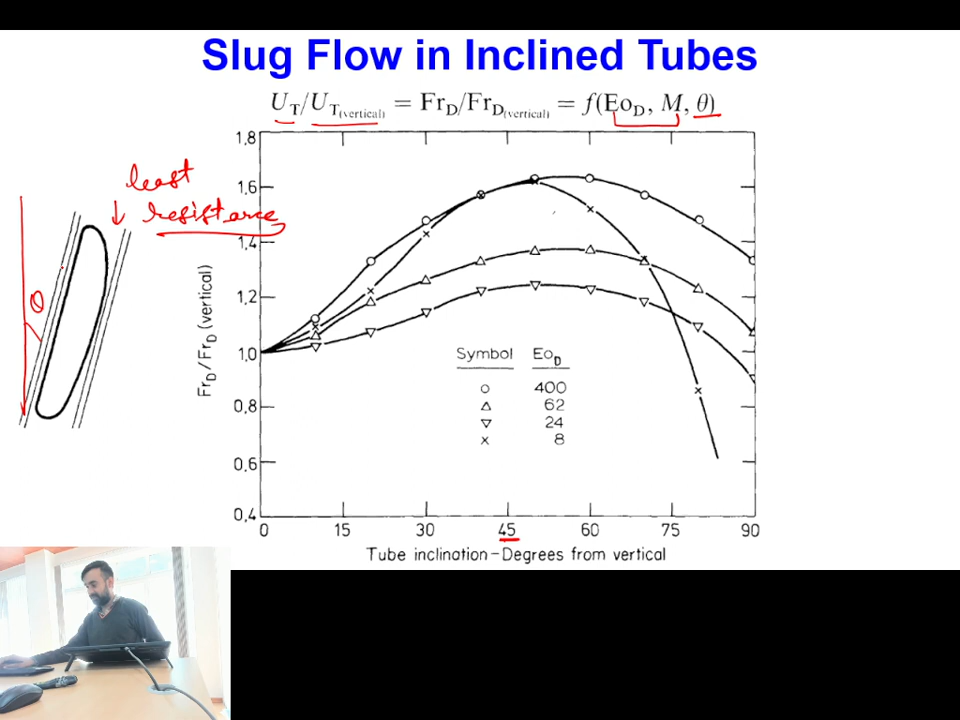 Slug Flow in Inclined Tubes
U_T/U_T(vertical) = Fr_D/Fr_D(vertical) = f(Eo_D, M, θ)
least
↓ resistance
θ
Fr_D/Fr_D (vertical)
1,8
1,6
1,4
1,2
1,0
0,8
0,6
0,4
Symbol Eo_D
○ 400
△ 62
▽ 24
× 8
0 15 30 45 60 75 90
Tube inclination – Degrees from vertical